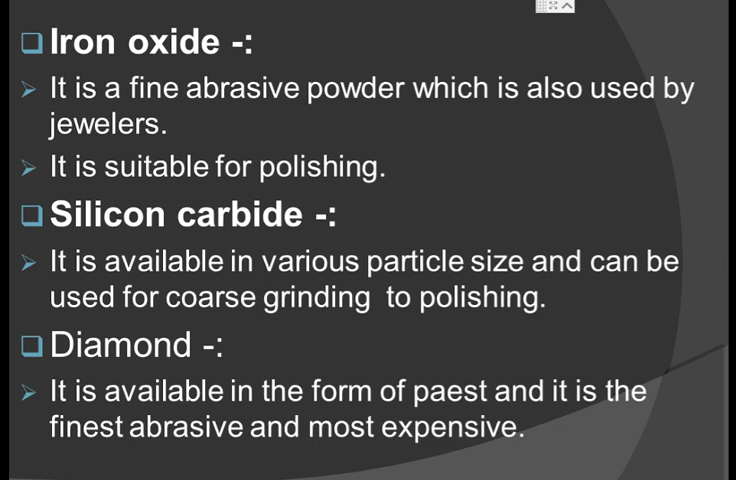 Iron oxide -:
It is a fine abrasive powder which is also used by
jewelers.
It is suitable for polishing.
Silicon carbide -:
It is available in various particle size and can be
used for coarse grinding  to polishing.
Diamond -:
It is available in the form of paest and it is the
finest abrasive and most expensive.